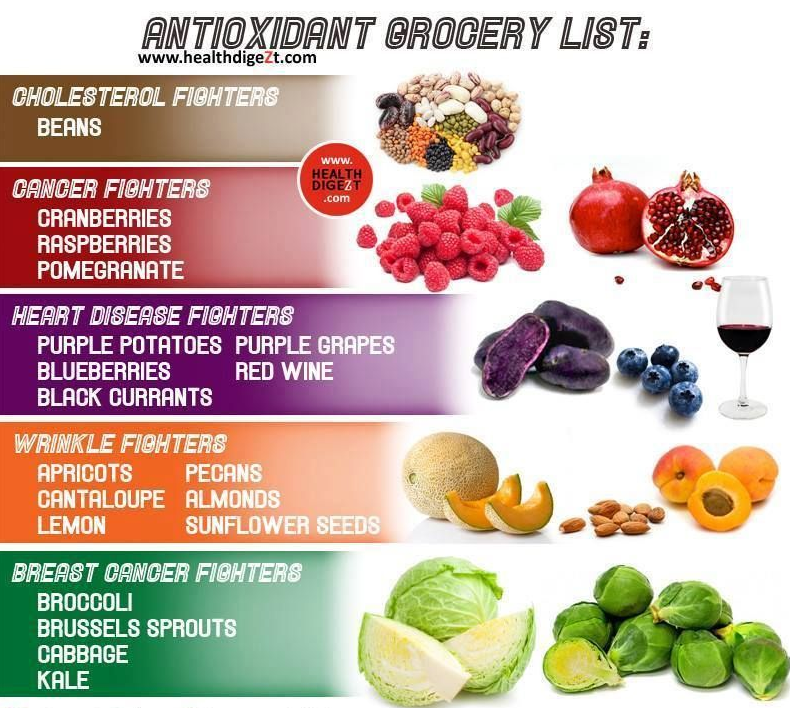 ANTIOXIDANT GROCERY LIST:
www.healthdigeZt.com
CHOLESTEROL FIGHTERS
BEANS
www.
HEALTH
DIGEZT
.com
CANCER FIGHTERS
CRANBERRIES
RASPBERRIES
POMEGRANATE
HEART DISEASE FIGHTERS
PURPLE POTATOES PURPLE GRAPES
BLUEBERRIES RED WINE
BLACK CURRANTS
WRINKLE FIGHTERS
APRICOTS PECANS
CANTALOUPE ALMONDS
LEMON SUNFLOWER SEEDS
BREAST CANCER FIGHTERS
BROCCOLI
BRUSSELS SPROUTS
CABBAGE
KALE